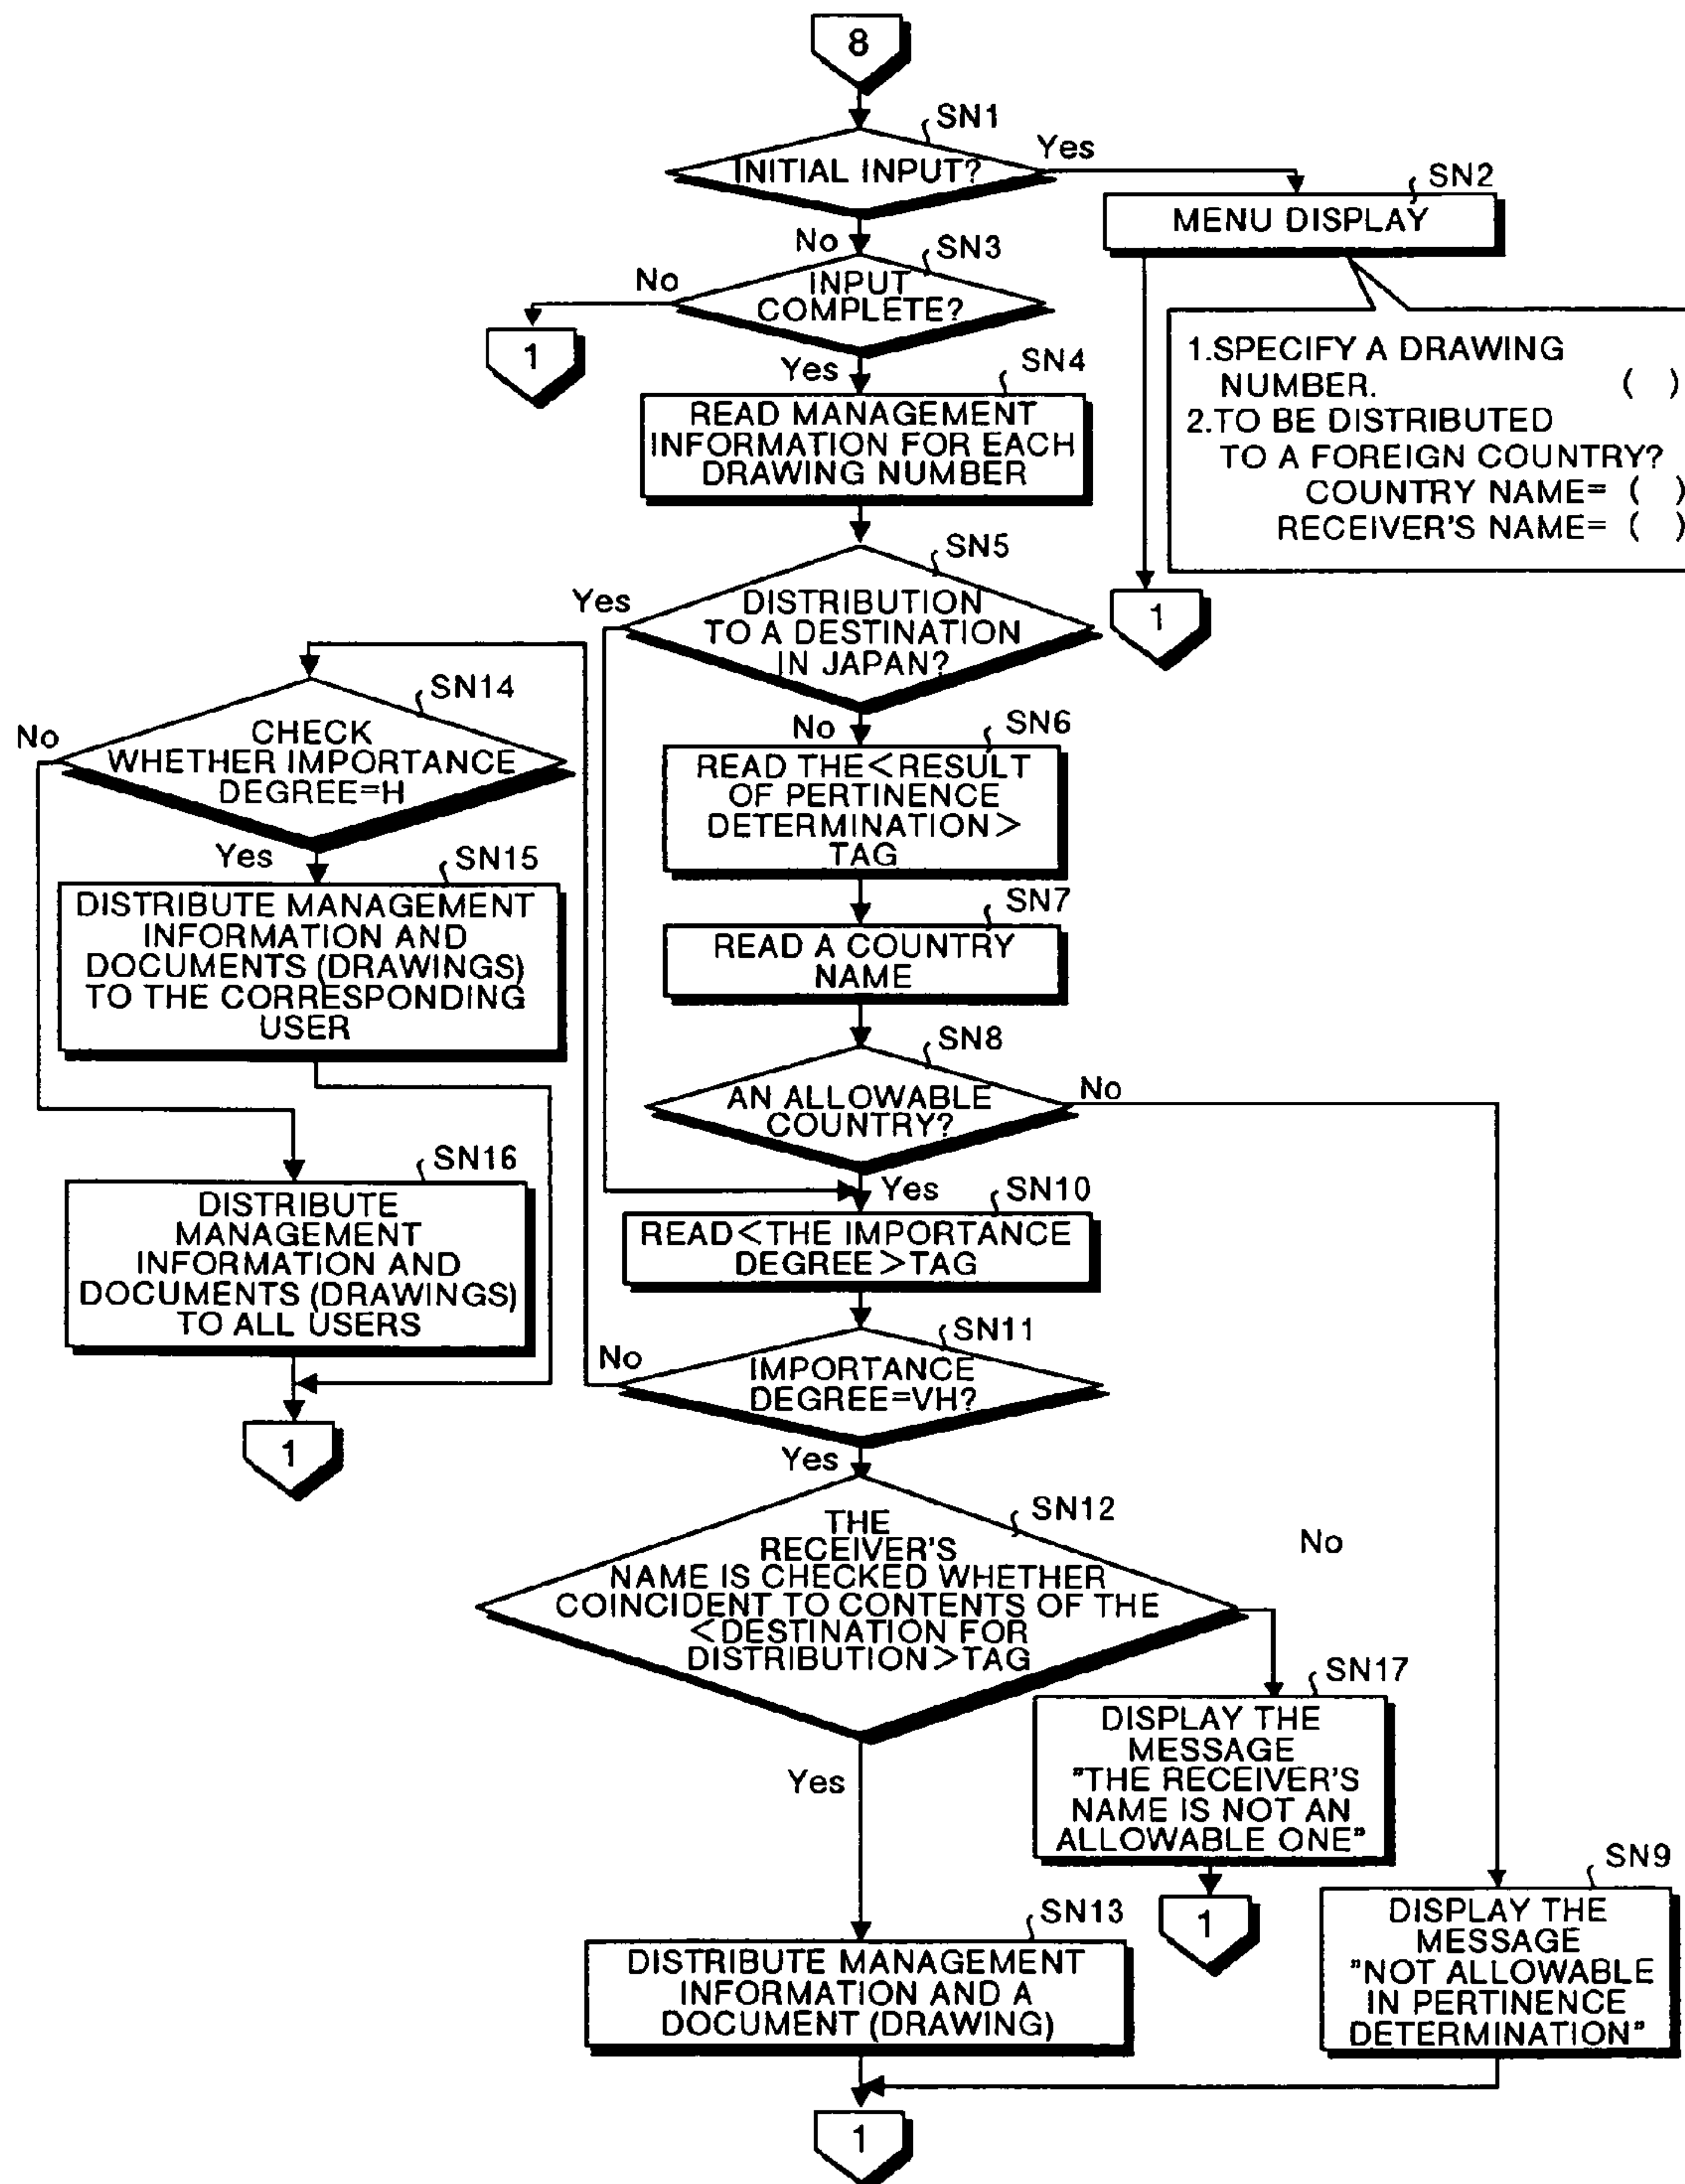 8
SN1
INITIAL INPUT?
Yes
SN2
MENU DISPLAY
No
SN3
INPUT
COMPLETE?
No
1
1.SPECIFY A DRAWING
NUMBER. ( )
2.TO BE DISTRIBUTED
TO A FOREIGN COUNTRY?
COUNTRY NAME= ( )
RECEIVER'S NAME= ( )
1
Yes
SN4
READ MANAGEMENT
INFORMATION FOR EACH
DRAWING NUMBER
SN5
Yes
DISTRIBUTION
TO A DESTINATION
IN JAPAN?
No
SN6
READ THE<RESULT
OF PERTINENCE
DETERMINATION>
TAG
SN7
READ A COUNTRY
NAME
SN8
AN ALLOWABLE
COUNTRY?
No
Yes
SN10
READ<THE IMPORTANCE
DEGREE>TAG
SN11
No
IMPORTANCE
DEGREE=VH?
Yes
SN14
No
CHECK
WHETHER IMPORTANCE
DEGREE=H
Yes
SN15
DISTRIBUTE MANAGEMENT
INFORMATION AND
DOCUMENTS (DRAWINGS)
TO THE CORRESPONDING
USER
SN16
DISTRIBUTE
MANAGEMENT
INFORMATION AND
DOCUMENTS (DRAWINGS)
TO ALL USERS
1
SN12
THE
RECEIVER'S
NAME IS CHECKED WHETHER
COINCIDENT TO CONTENTS OF THE
<DESTINATION FOR
DISTRIBUTION>TAG
No
SN17
DISPLAY THE
MESSAGE
"THE RECEIVER'S
NAME IS NOT AN
ALLOWABLE ONE"
1
Yes
SN13
DISTRIBUTE MANAGEMENT
INFORMATION AND A
DOCUMENT (DRAWING)
SN9
DISPLAY THE
MESSAGE
"NOT ALLOWABLE
IN PERTINENCE
DETERMINATION"
1